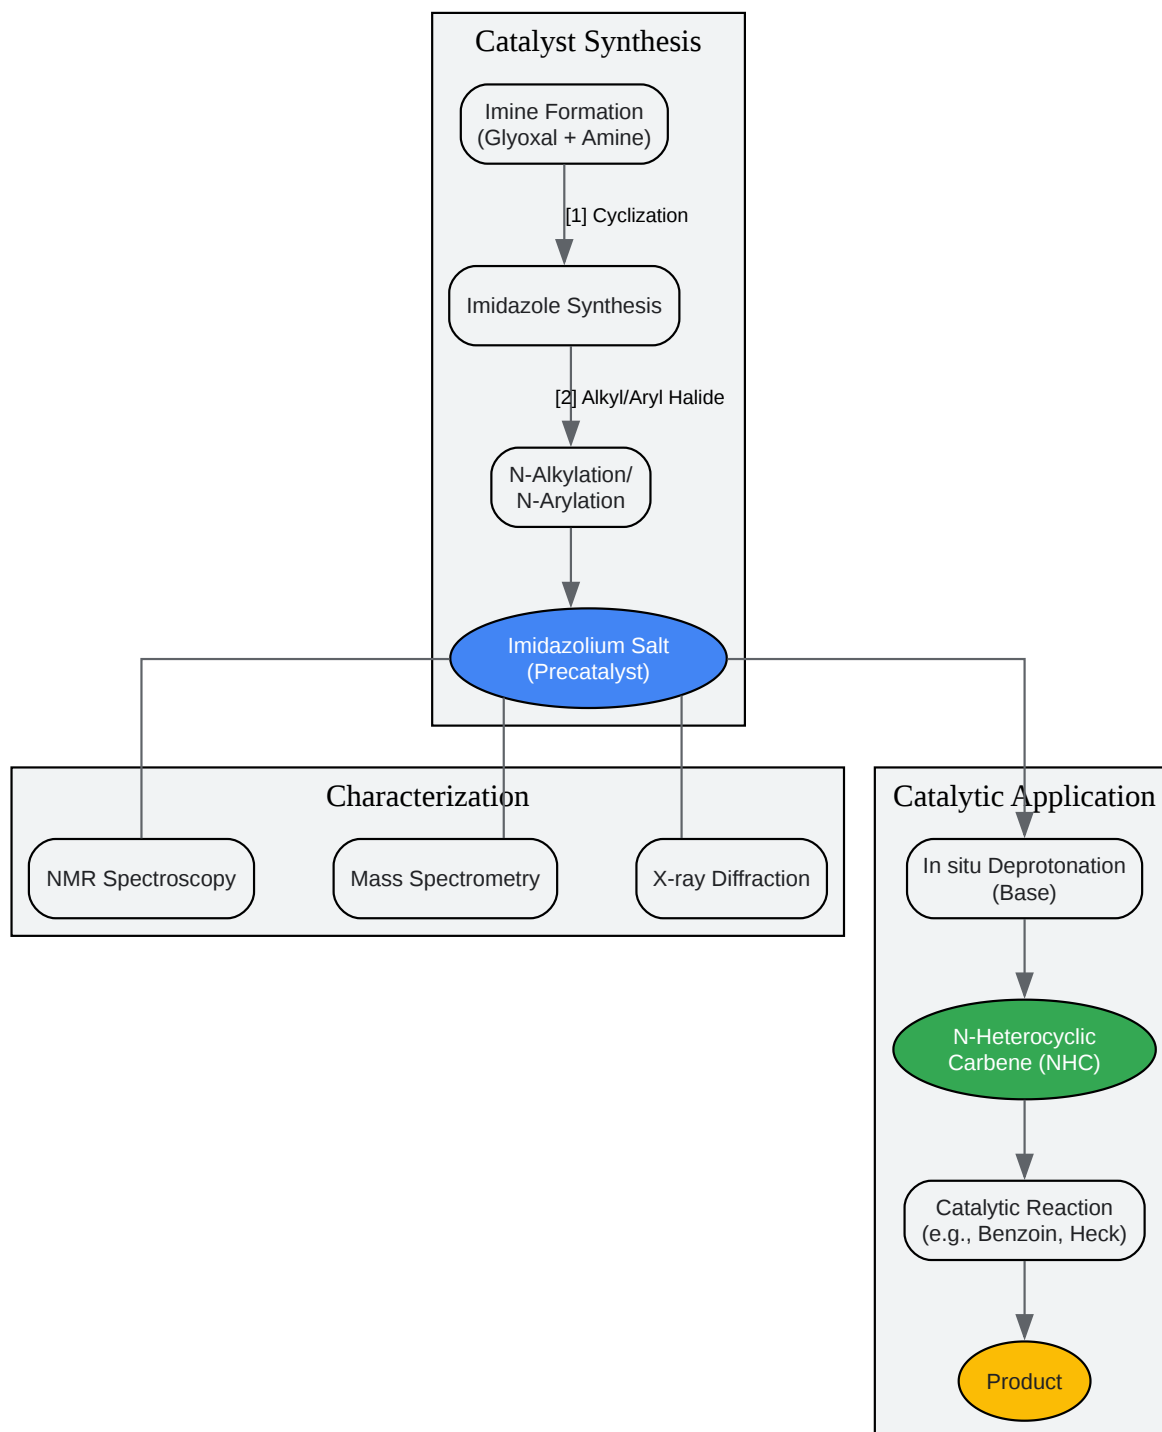 Catalyst Synthesis
Imine Formation
(Glyoxal + Amine)
[1] Cyclization
Imidazole Synthesis
[2] Alkyl/Aryl Halide
N-Alkylation/
N-Arylation
Imidazolium Salt
(Precatalyst)
Characterization
NMR Spectroscopy
Mass Spectrometry
X-ray Diffraction
Catalytic Application
In situ Deprotonation
(Base)
N-Heterocyclic
Carbene (NHC)
Catalytic Reaction
(e.g., Benzoin, Heck)
Product